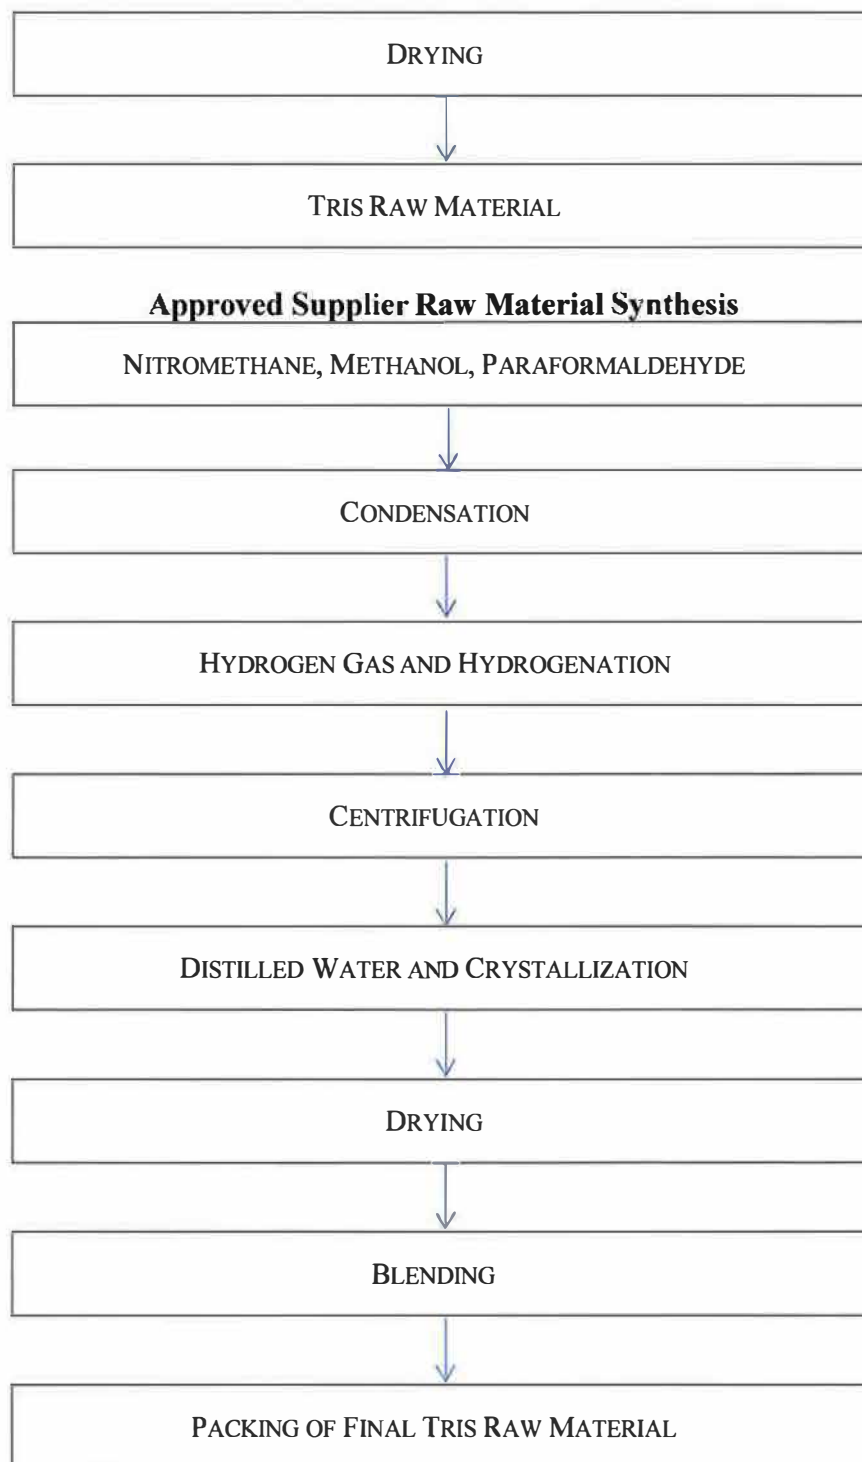 DRYING
TRIS RAW MATERIAL
Approved Supplier Raw Material Synthesis
NITROMETHANE, METHANOL, PARAFORMALDEHYDE
CONDENSATION
HYDROGEN GAS AND HYDROGENATION
CENTRIFUGATION
DISTILLED WATER AND CRYSTALLIZATION
DRYING
BLENDING
PACKING OF FINAL TRIS RAW MATERIAL